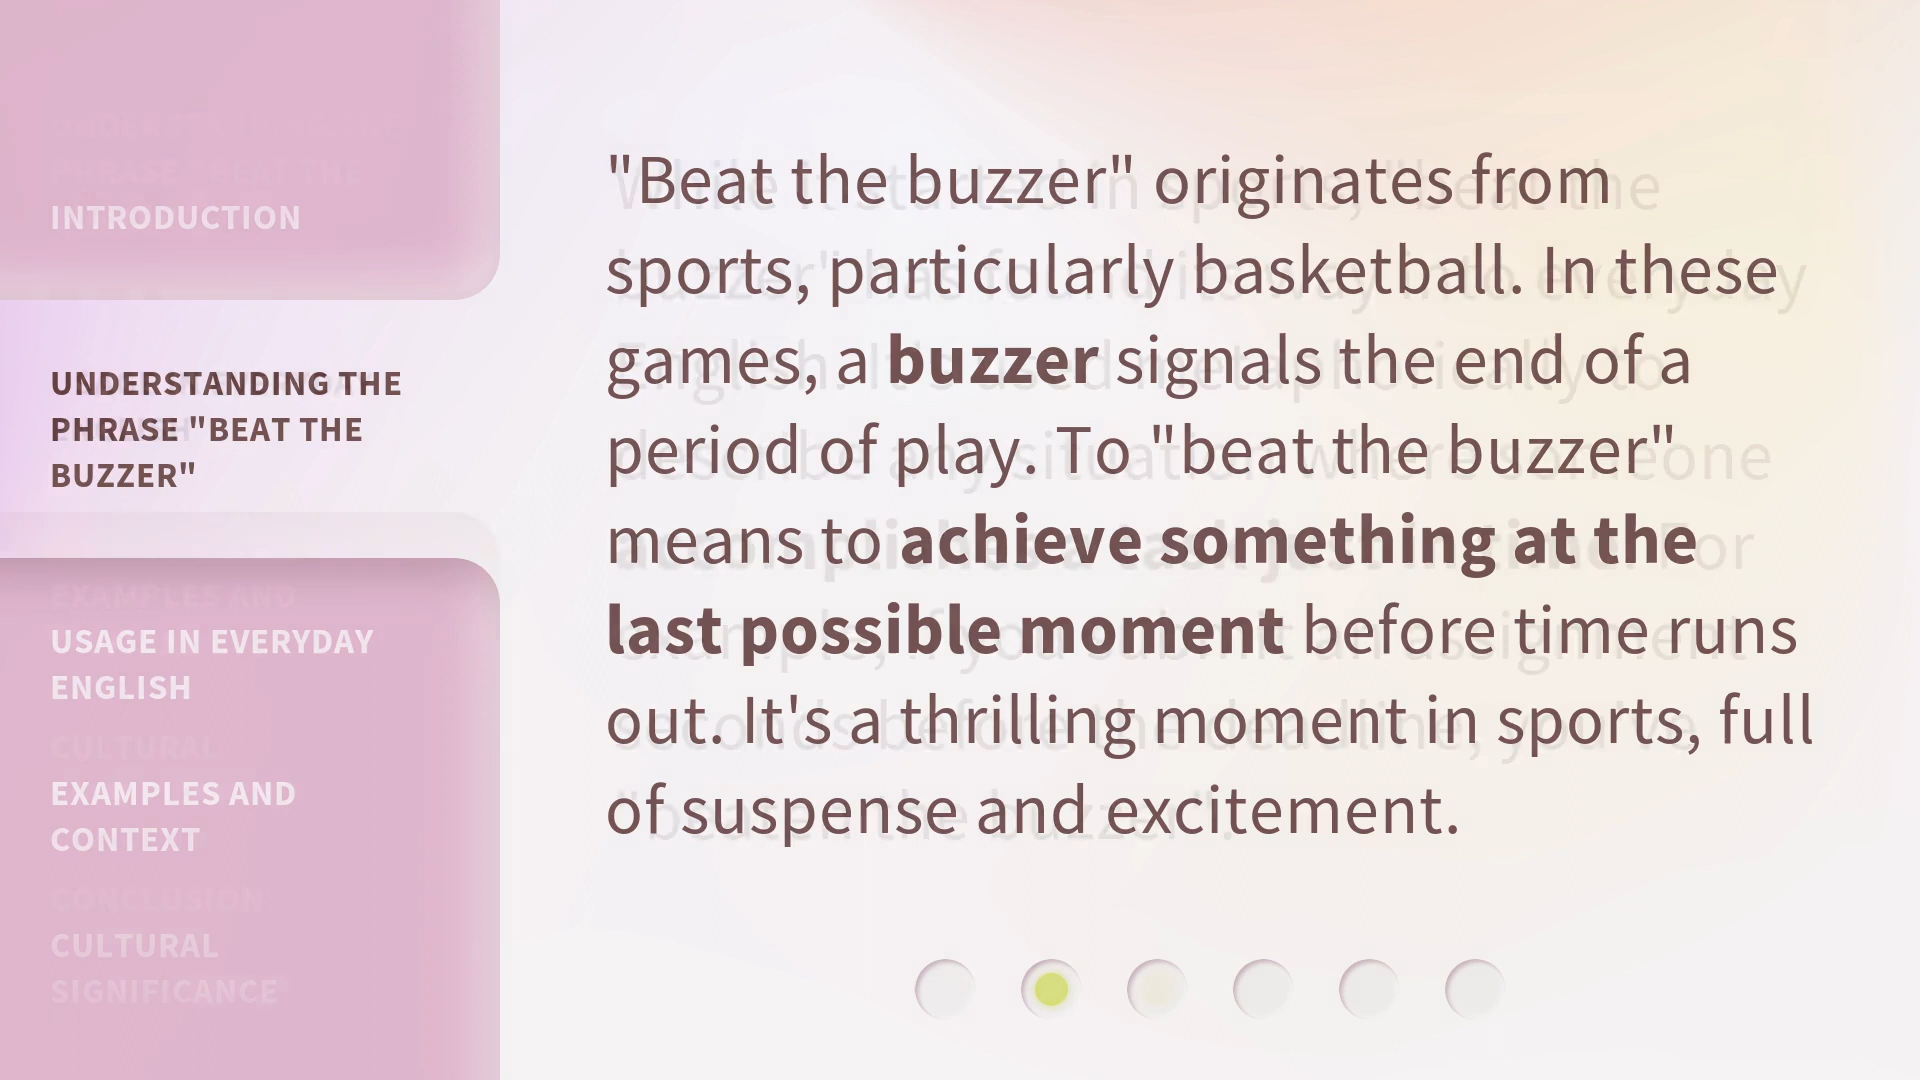 INTRODUCTION
UNDERSTANDING THE
PHRASE "BEAT THE
BUZZER"
USAGE IN EVERYDAY
ENGLISH
EXAMPLES AND
CONTEXT
CULTURAL
SIGNIFICANCE
"Beat the buzzer" originates from
sports, particularly basketball. In these
games, a buzzer signals the end of a
period of play. To "beat the buzzer"
means to achieve something at the
last possible moment before time runs
out. It's a thrilling moment in sports, full
of suspense and excitement.